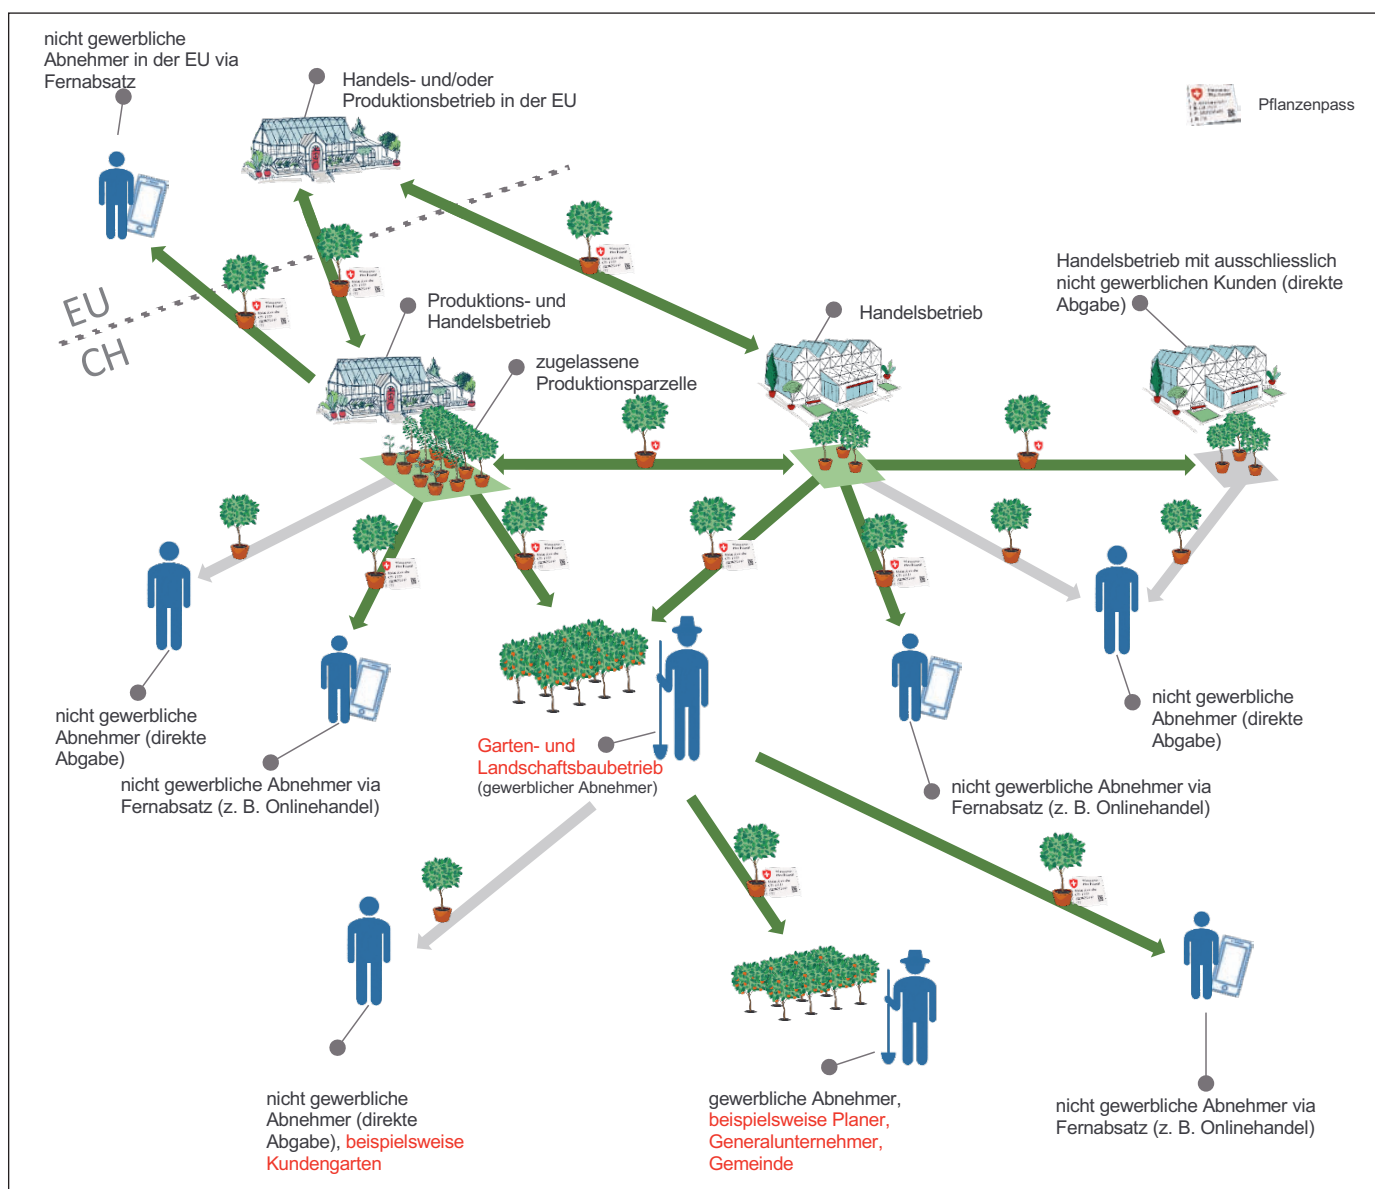 nicht gewerbliche
Abnehmer in der EU via
Fernabsatz
Handels- und/oder
Produktionsbetrieb in der EU
Pflanzenpass
EU
CH
Produktions- und
Handelsbetrieb
zugelassene
Produktionsparzelle
Handelsbetrieb
Handelsbetrieb mit ausschliesslich
nicht gewerblichen Kunden (direkte
Abgabe)
nicht gewerbliche
Abnehmer (direkte
Abgabe)
nicht gewerbliche Abnehmer via
Fernabsatz (z. B. Onlinehandel)
Garten- und
Landschaftsbaubetrieb
(gewerblicher Abnehmer)
nicht gewerbliche Abnehmer via
Fernabsatz (z. B. Onlinehandel)
nicht gewerbliche
Abnehmer (direkte
Abgabe)
nicht gewerbliche
Abnehmer (direkte
Abgabe), beispielsweise
Kundengarten
gewerbliche Abnehmer,
beispielsweise Planer,
Generalunternehmer,
Gemeinde
nicht gewerbliche Abnehmer via
Fernabsatz (z. B. Onlinehandel)